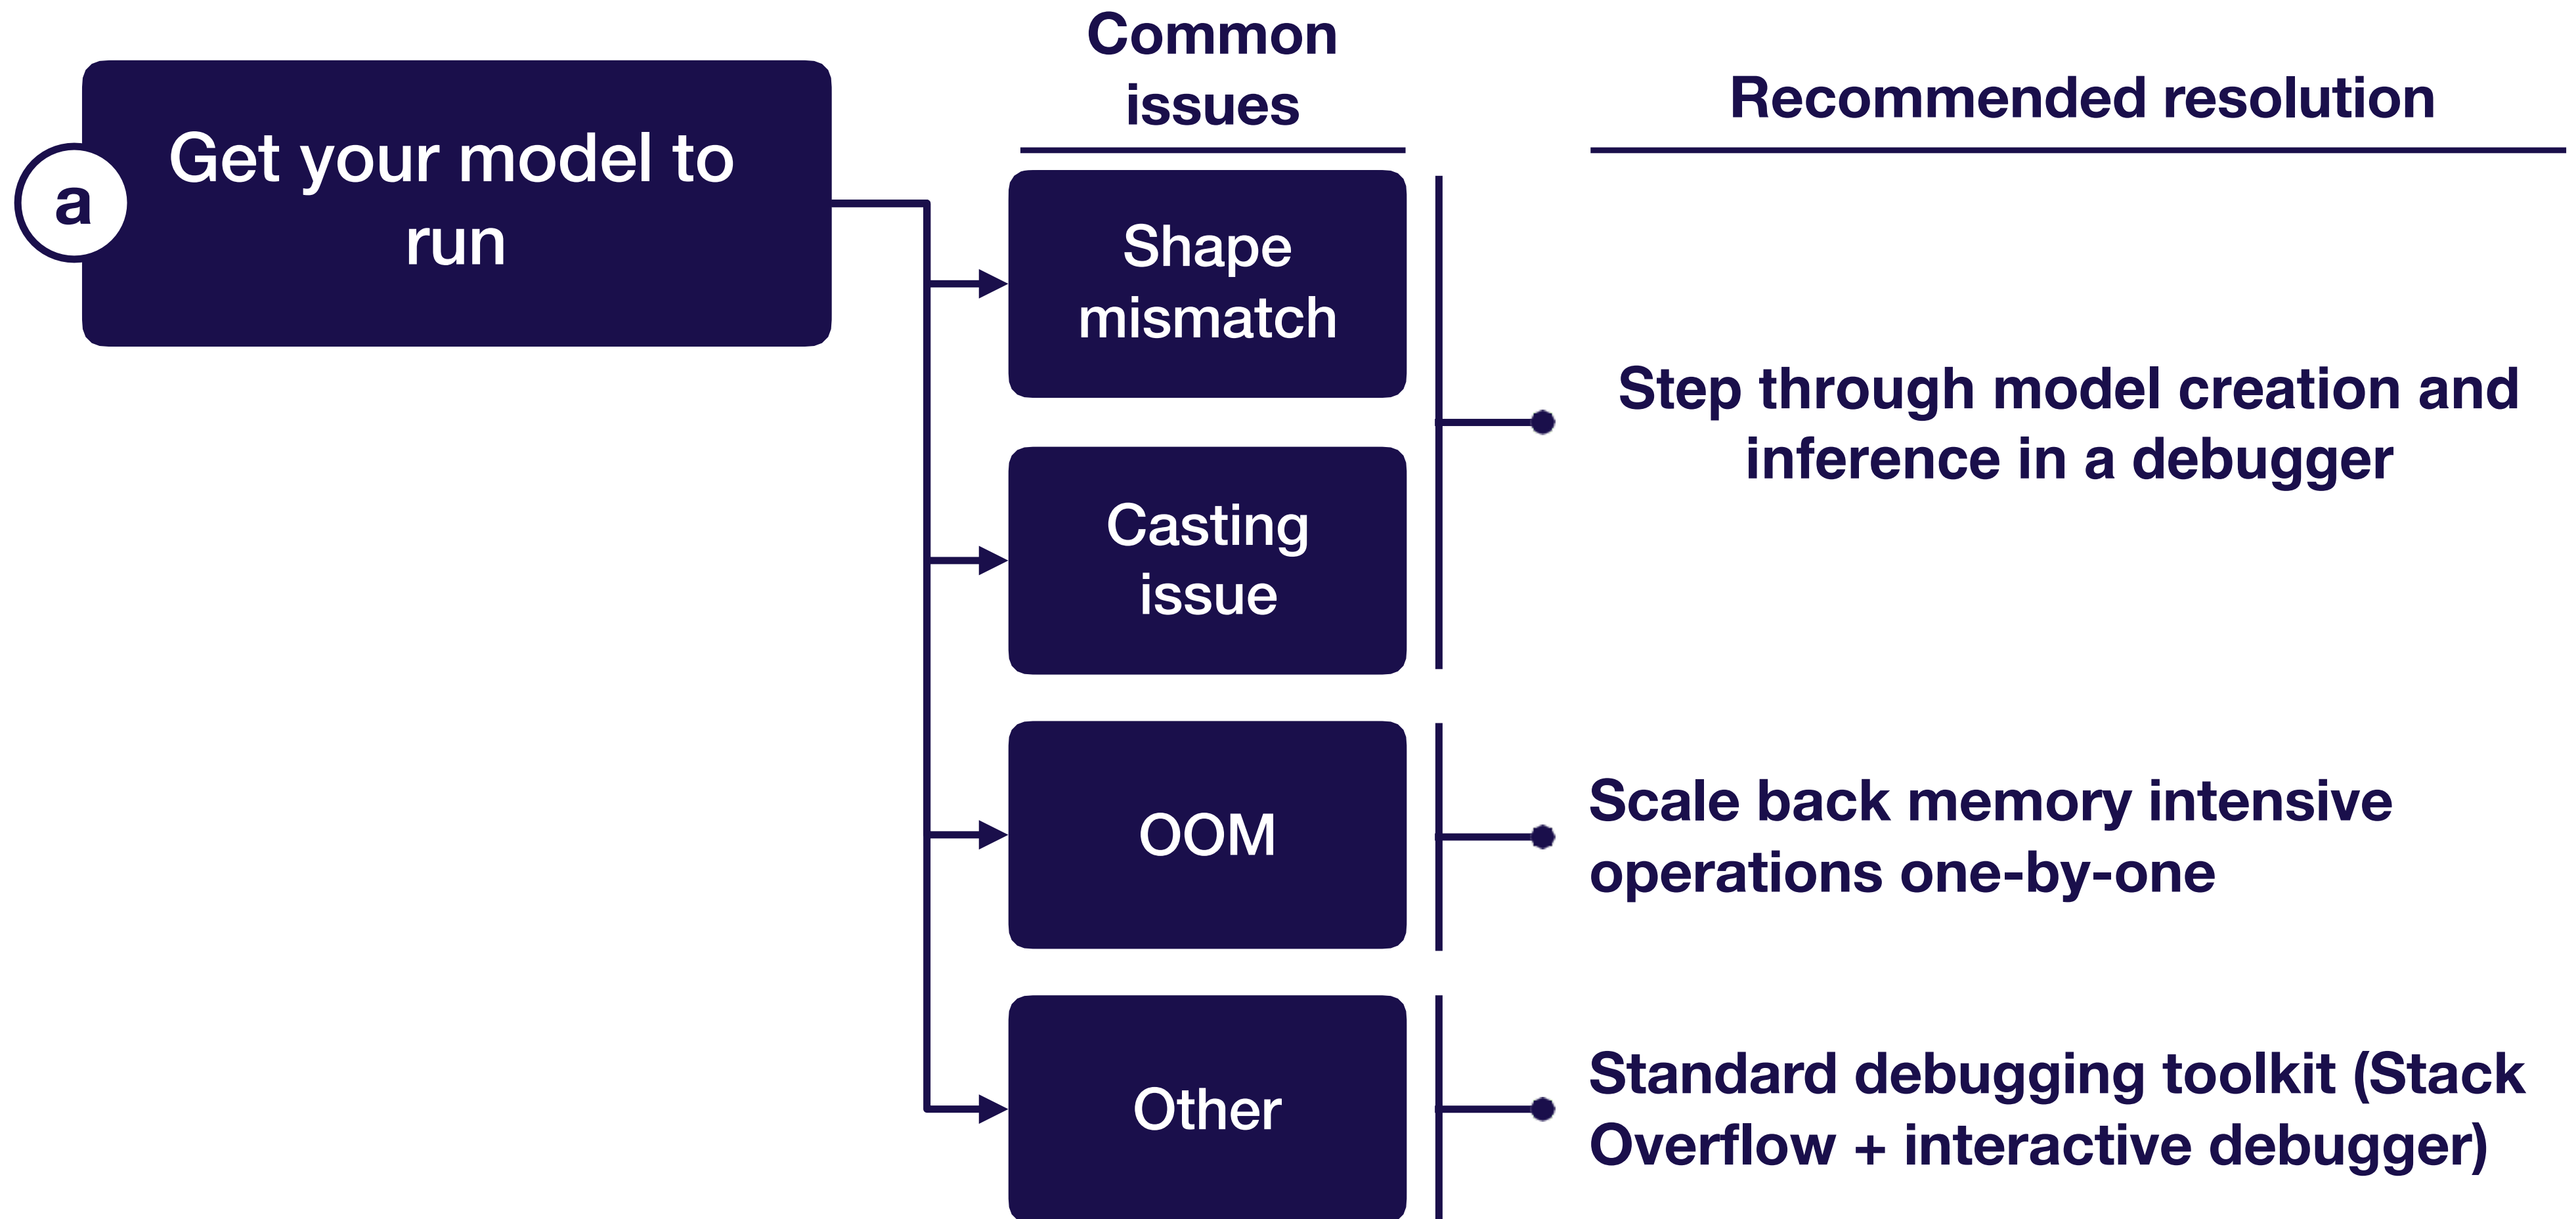 a
Get your model to
run
Common
issues
Recommended resolution
Shape
mismatch
Casting
issue
Step through model creation and
inference in a debugger
OOM
Scale back memory intensive
operations one-by-one
Other
Standard debugging toolkit (Stack
Overflow + interactive debugger)